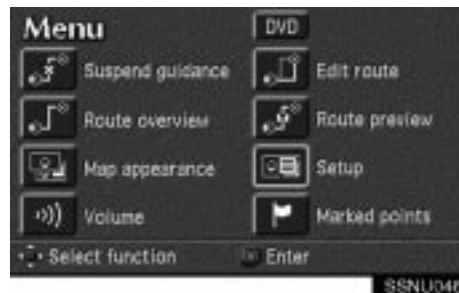 Menu DVD
Suspend guidance Edit route
Route overview Route preview
Map appearance Setup
Volume Marked points
Select function Enter
SSNU046